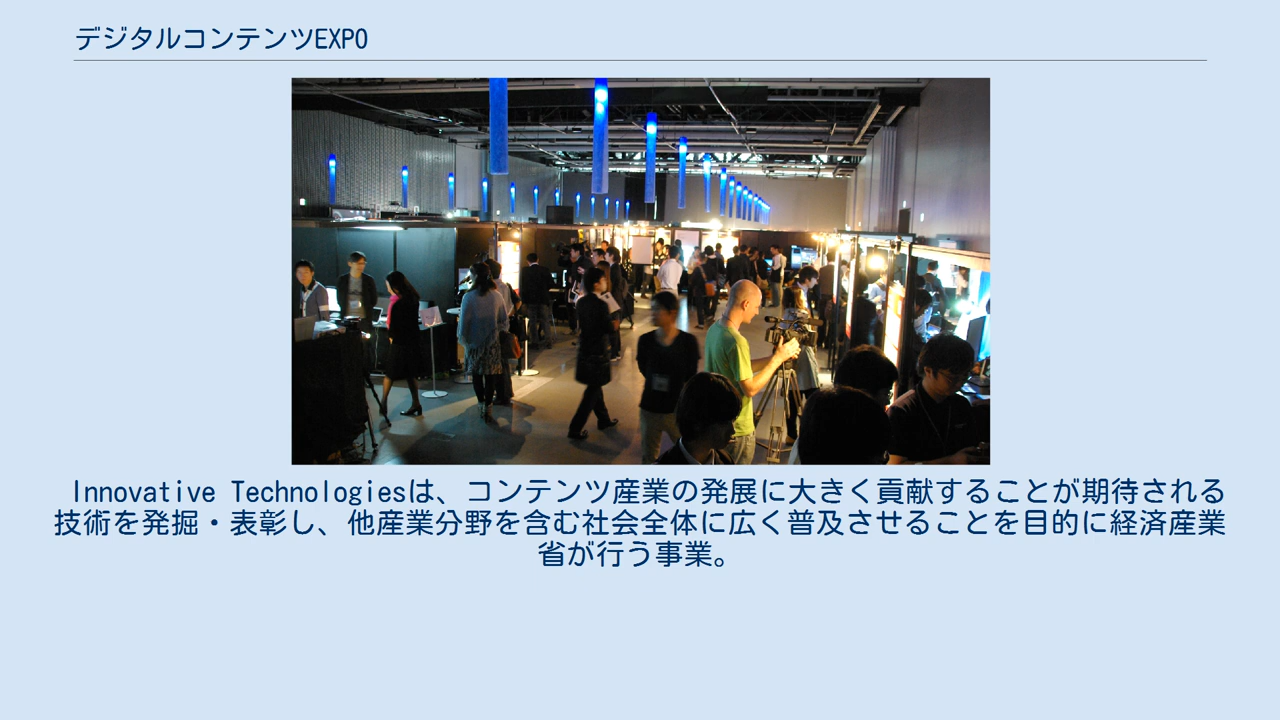 デジタルコンテンツEXPO
Innovative Technologiesは、コンテンツ産業の発展に大きく貢献することが期待される
技術を発掘・表彰し、他産業分野を含む社会全体に広く普及させることを目的に経済産業
省が行う事業。